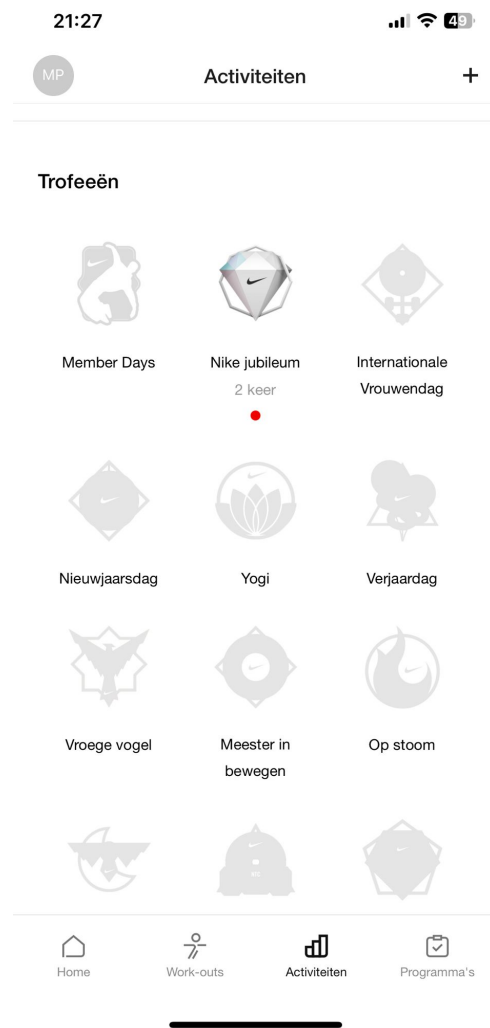 21:27
49
MP
Activiteiten
Trofeeën
Member Days
Nike jubileum
2 keer
Internationale
Vrouwendag
Nieuwjaarsdag
Yogi
Verjaardag
Vroege vogel
Meester in
bewegen
Op stoom
Home
Work-outs
Activiteiten
Programma's